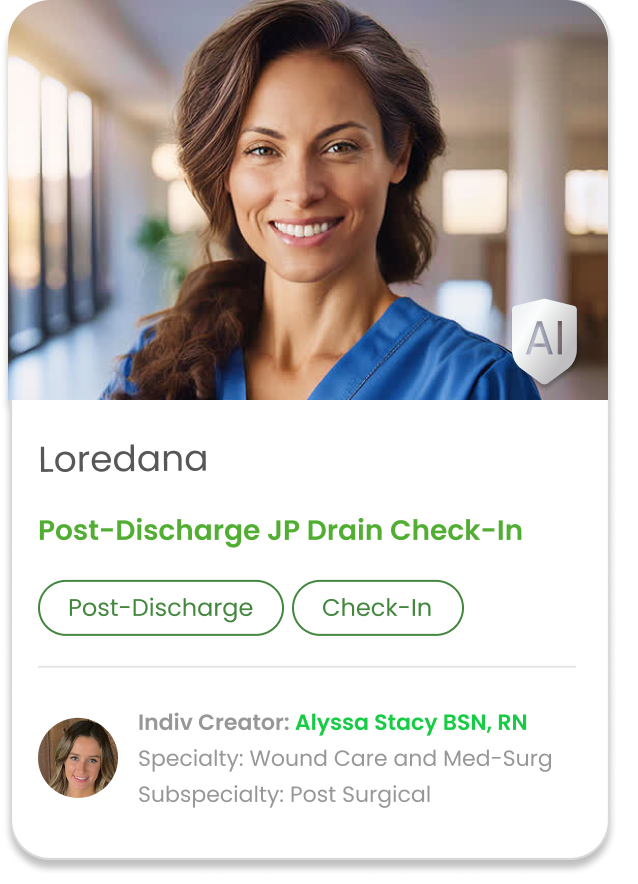 AI
Loredana
Post-Discharge JP Drain Check-In
Post-Discharge
Check-In
Indiv Creator: Alyssa Stacy BSN, RN
Specialty: Wound Care and Med-Surg
Subspecialty: Post Surgical